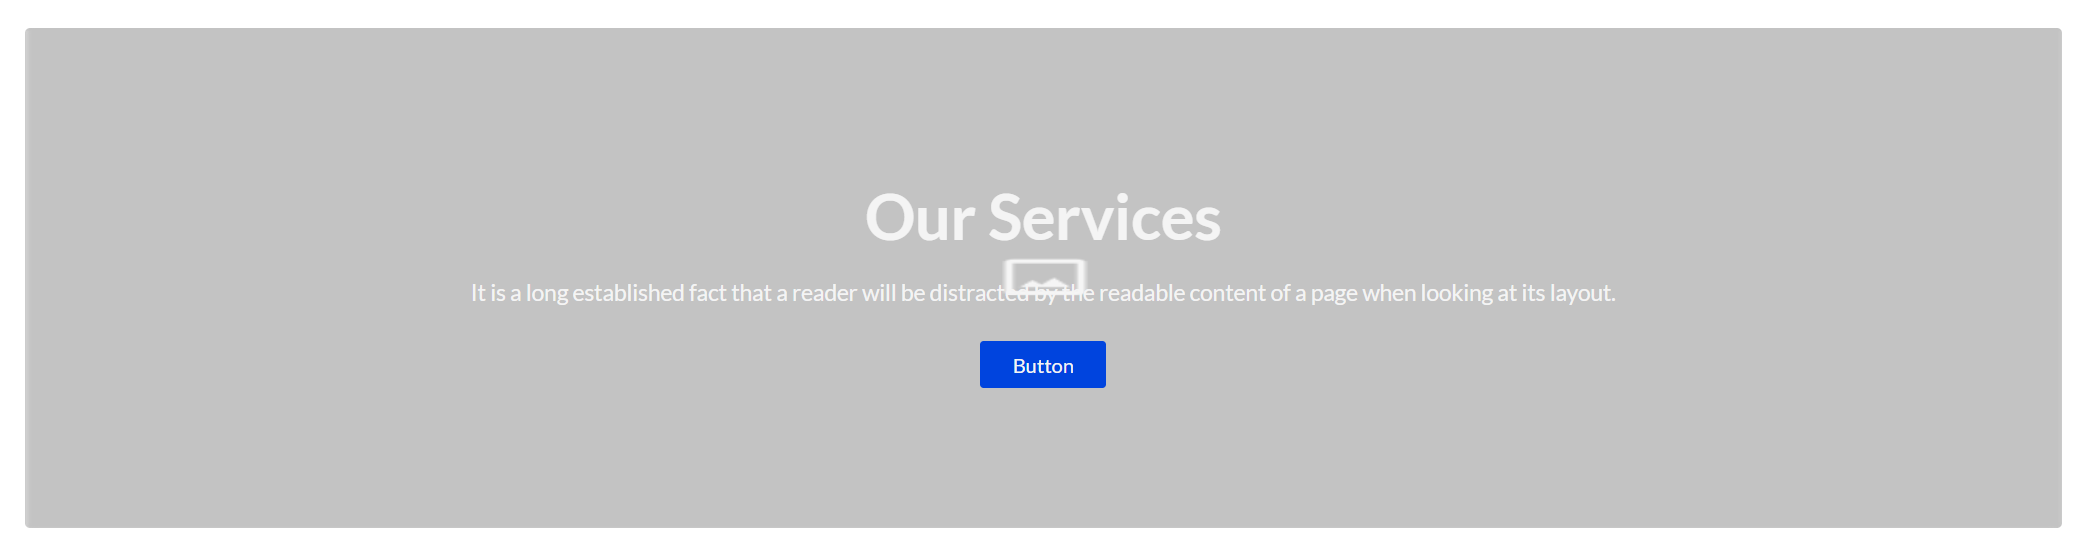 Our Services
It is a long established fact that a reader will be distracted by the readable content of a page when looking at its layout.
Button